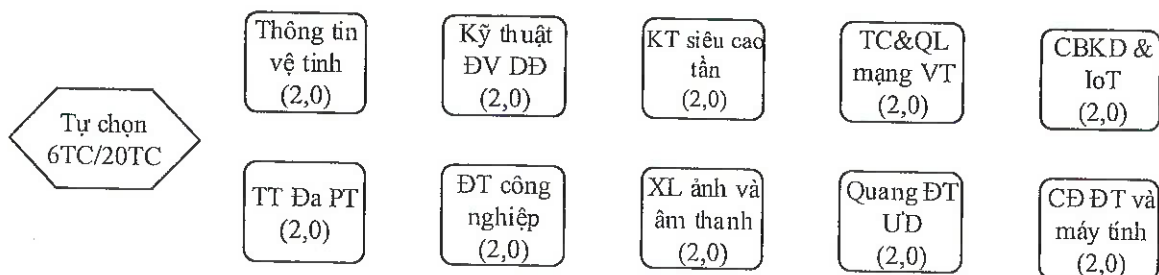 Tự chọn
6TC/20TC
Thông tin
vệ tinh
(2,0)
Kỹ thuật
ĐV DĐ
(2,0)
KT siêu cao
tần
(2,0)
TC&QL
mạng VT
(2,0)
CBKD &
IoT
(2,0)
TT Đa PT
(2,0)
ĐT công
nghiệp
(2,0)
XL ảnh và
âm thanh
(2,0)
Quang ĐT
ƯD
(2,0)
CĐ ĐT và
máy tính
(2,0)